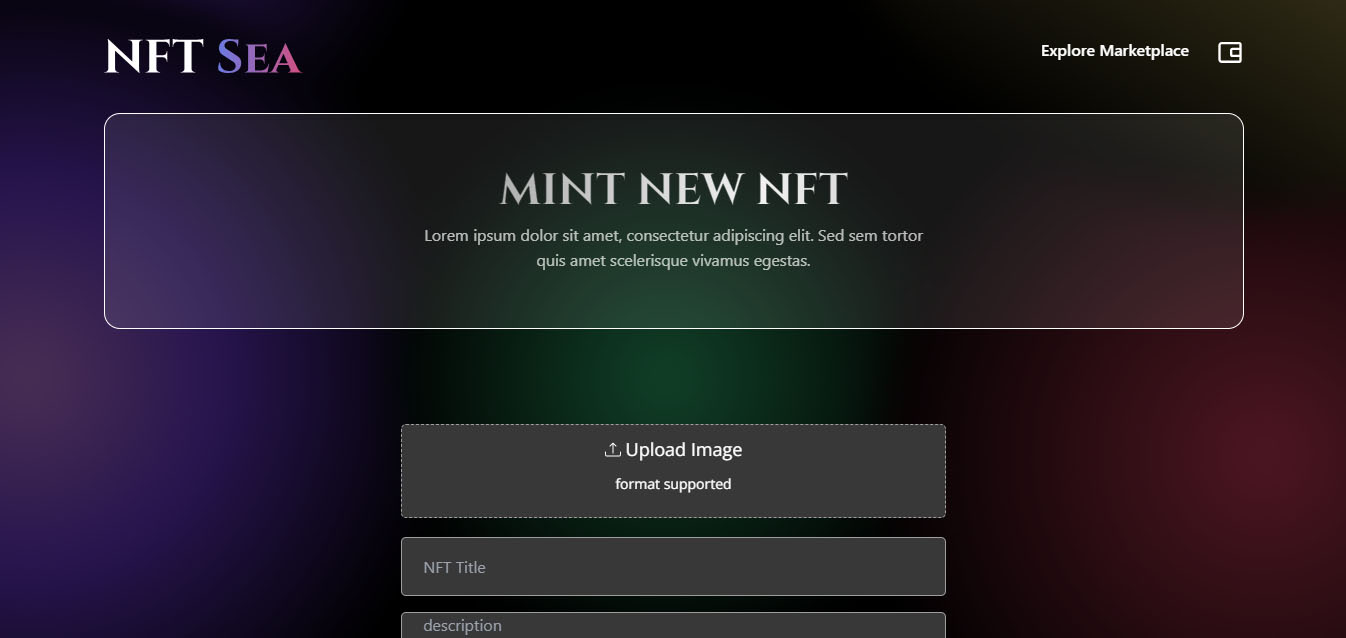 NFT SEA
Explore Marketplace
MINT NEW NFT
Lorem ipsum dolor sit amet, consectetur adipiscing elit. Sed sem tortor
quis amet scelerisque vivamus egestas.
Upload Image
format supported
NFT Title
description